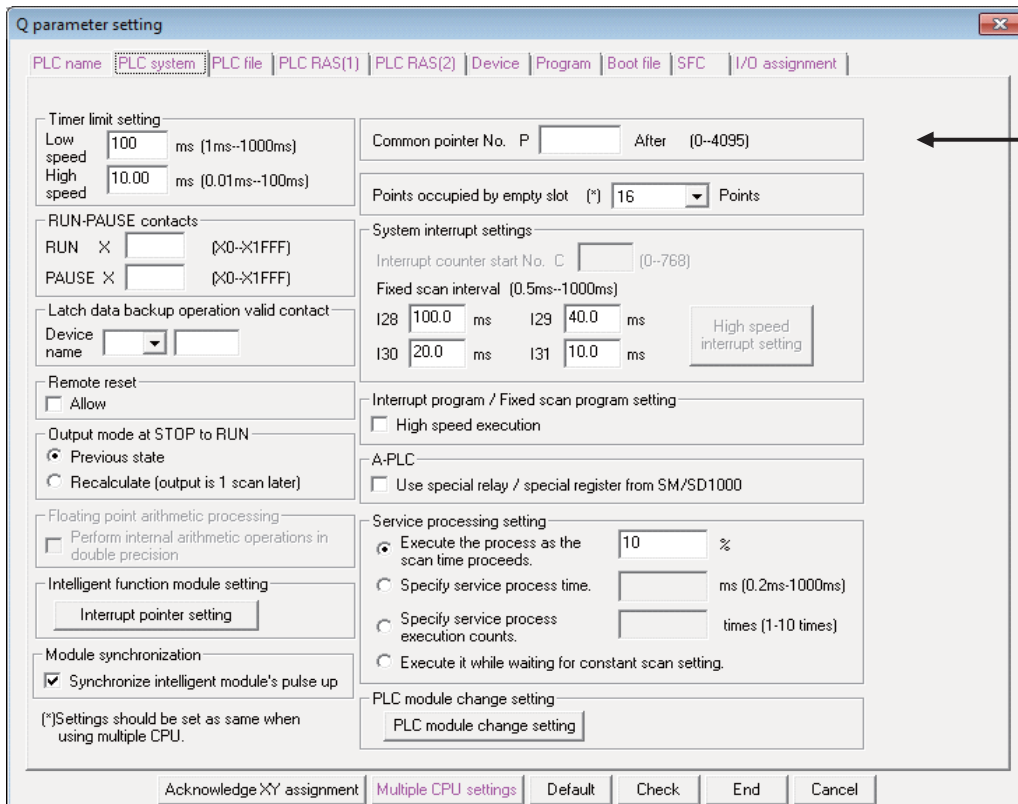 Q parameter setting
PLC name PLC system PLC file PLC RAS(1) PLC RAS(2) Device Program Boot file SFC I/O assignment
Timer limit setting
Low speed 100 ms (1ms--1000ms)
High speed 10.00 ms (0.01ms--100ms)
RUN-PAUSE contacts
RUN X (X0--X1FFF)
PAUSE X (X0--X1FFF)
Latch data backup operation valid contact
Device name
Remote reset
Allow
Output mode at STOP to RUN
Previous state
Recalculate (output is 1 scan later)
Floating point arithmetic processing
Perform internal arithmetic operations in
double precision
Intelligent function module setting
Interrupt pointer setting
Module synchronization
Synchronize intelligent module's pulse up
(*)Settings should be set as same when
using multiple CPU.
Common pointer No. P After (0--4095)
Points occupied by empty slot (*) 16 Points
System interrupt settings
Interrupt counter start No. C (0--768)
Fixed scan interval (0.5ms--1000ms)
I28 100.0 ms I29 40.0 ms
I30 20.0 ms I31 10.0 ms
High speed
interrupt setting
Interrupt program / Fixed scan program setting
High speed execution
A-PLC
Use special relay / special register from SM/SD1000
Service processing setting
Execute the process as the
scan time proceeds. 10 %
Specify service process time. ms (0.2ms-1000ms)
Specify service process
execution counts. times (1-10 times)
Execute it while waiting for constant scan setting.
PLC module change setting
PLC module change setting
Acknowledge XY assignment Multiple CPU settings Default Check End Cancel